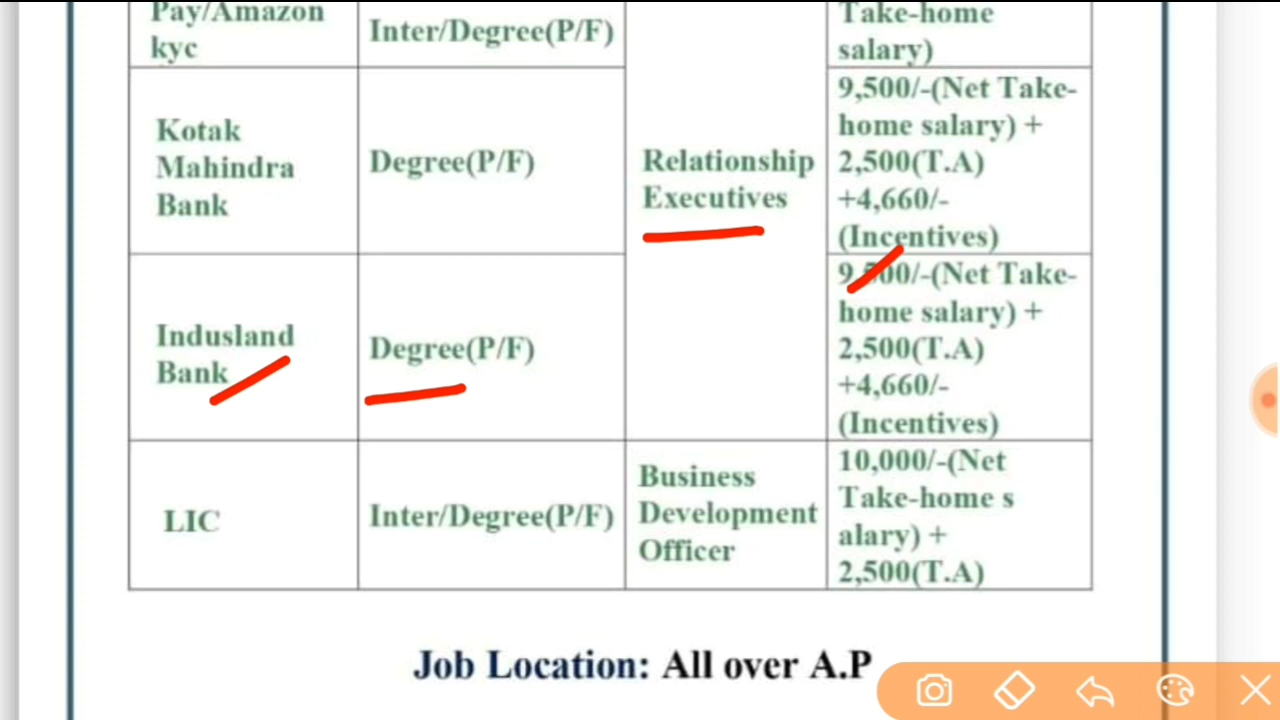 Pay/Amazon
kyc
Inter/Degree(P/F)
Take-home
salary)
Kotak
Mahindra
Bank
Degree(P/F)
Relationship
Executives
9,500/-(Net Take-
home salary) +
2,500(T.A)
+4,660/-
(Incentives)
Indusland
Bank
Degree(P/F)
9,500/-(Net Take-
home salary) +
2,500(T.A)
+4,660/-
(Incentives)
LIC
Inter/Degree(P/F)
Business
Development
Officer
10,000/-(Net
Take-home s
alary) +
2,500(T.A)
Job Location: All over A.P